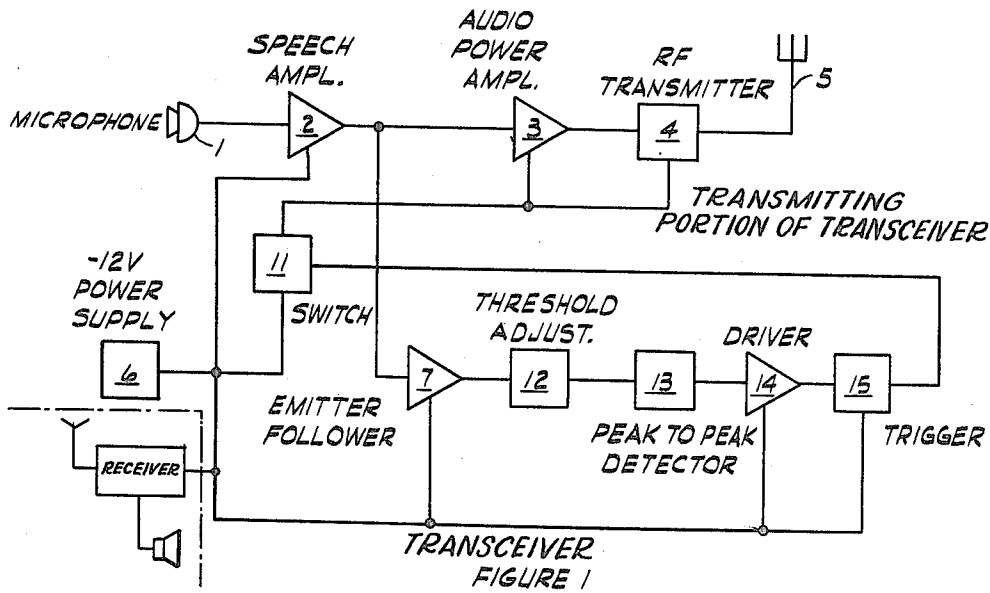 SPEECH
AMPL.
AUDIO
POWER
AMPL.
RF
TRANSMITTER
5
MICROPHONE
1
2
3
4
TRANSMITTING
PORTION OF TRANSCEIVER
-12V
POWER
SUPPLY
11
SWITCH
THRESHOLD
ADJUST.
DRIVER
6
7
12
13
14
15
EMITTER
FOLLOWER
PEAK TO PEAK
DETECTOR
TRIGGER
RECEIVER
TRANSCEIVER
FIGURE 1